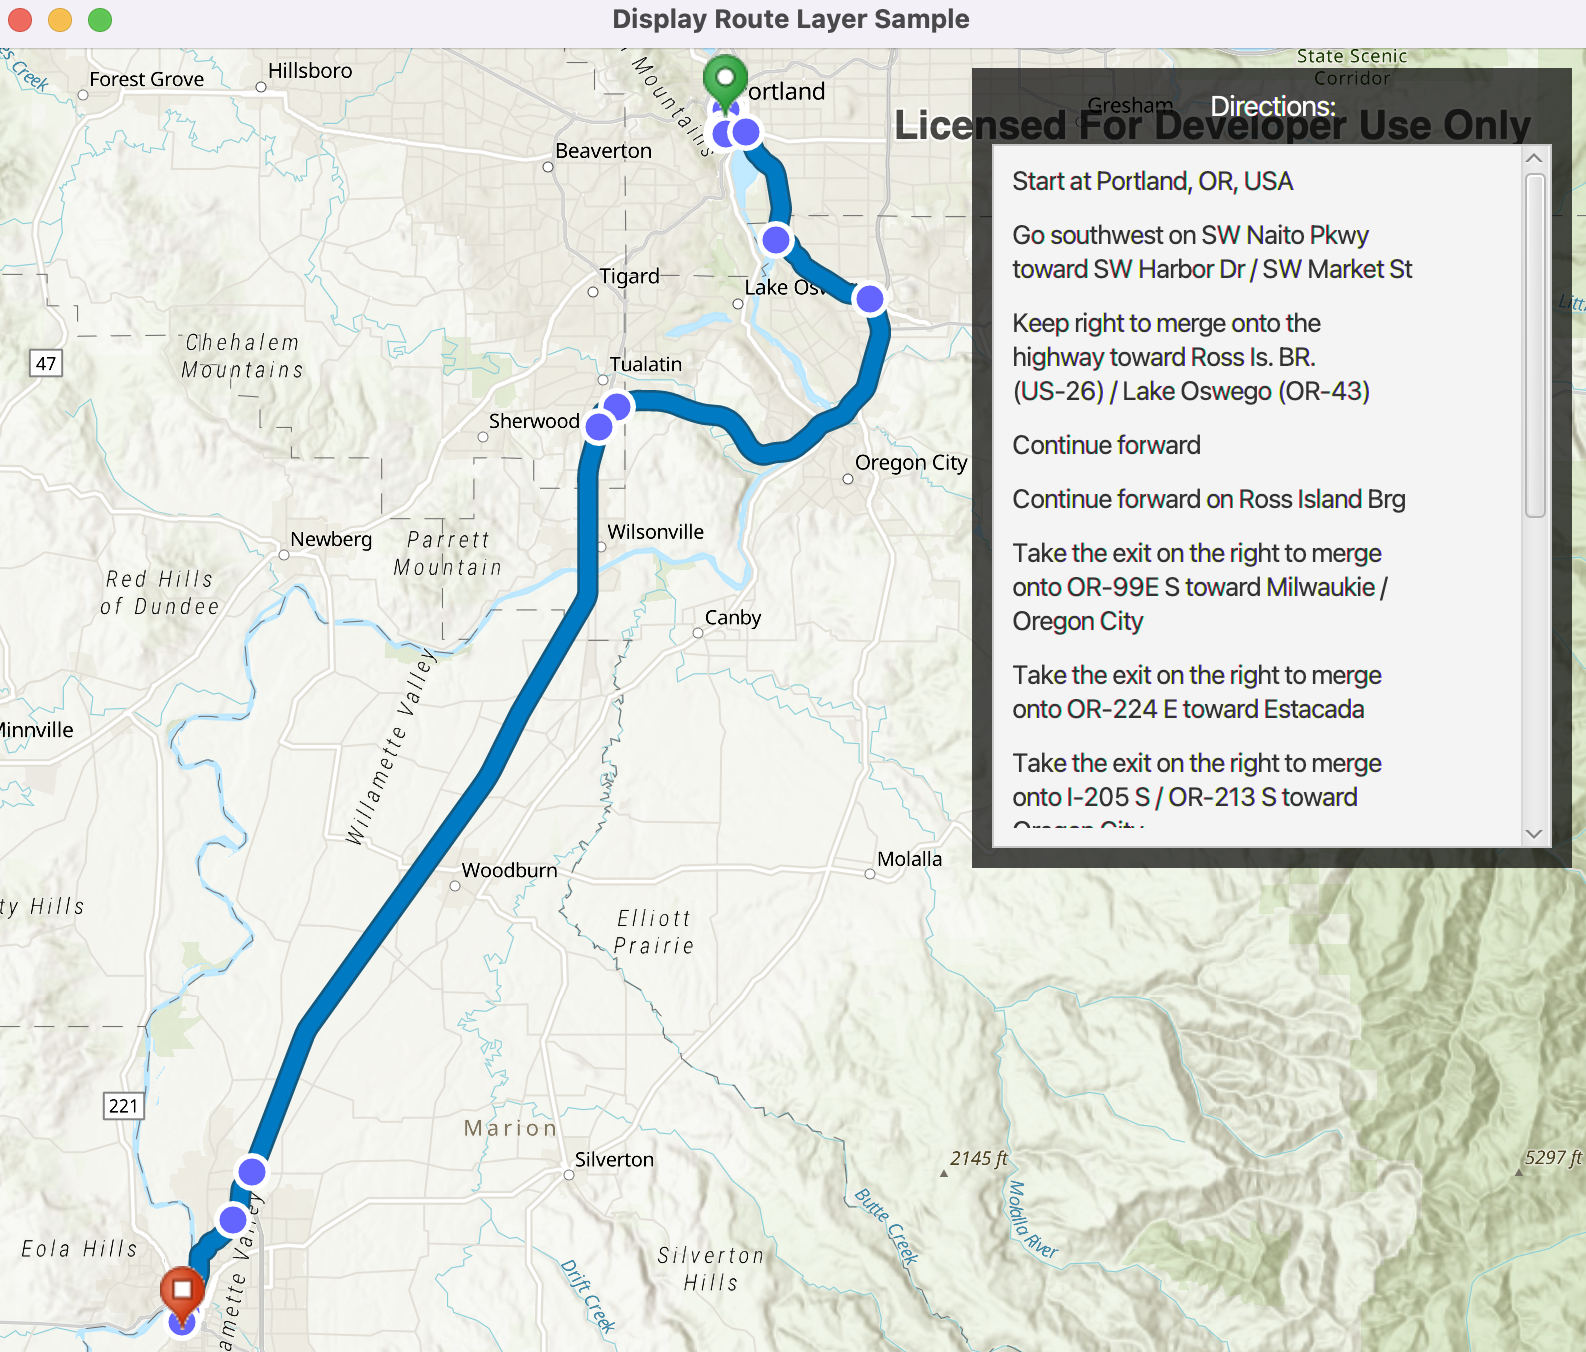 Display Route Layer Sample
State Scenic
Corridor
Forest Grove
Hillsboro
Mountains
Portland
Gresham
Directions:
Licensed For Developer Use Only
Beaverton
Start at Portland, OR, USA
Go southwest on SW Naito Pkwy
toward SW Harbor Dr / SW Market St
Keep right to merge onto the
highway toward Ross Is. BR.
(US-26) / Lake Oswego (OR-43)
Continue forward
Continue forward on Ross Island Brg
Take the exit on the right to merge
onto OR-99E S toward Milwaukie /
Oregon City
Take the exit on the right to merge
onto OR-224 E toward Estacada
Take the exit on the right to merge
onto I-205 S / OR-213 S toward
Oregon City
Tigard
Lake Osw
Chehalem
Mountains
47
Tualatin
Sherwood
Oregon City
Newberg
Parrett
Mountain
Wilsonville
Red Hills
of Dundee
Canby
Willamette Valley
Minnville
Woodburn
Molalla
ty Hills
Elliott
Prairie
221
Marion
Silverton
2145 ft
5297 ft
Molalla River
Butte Creek
Eola Hills
Silverton
Hills
Drift Creek
amette Valley